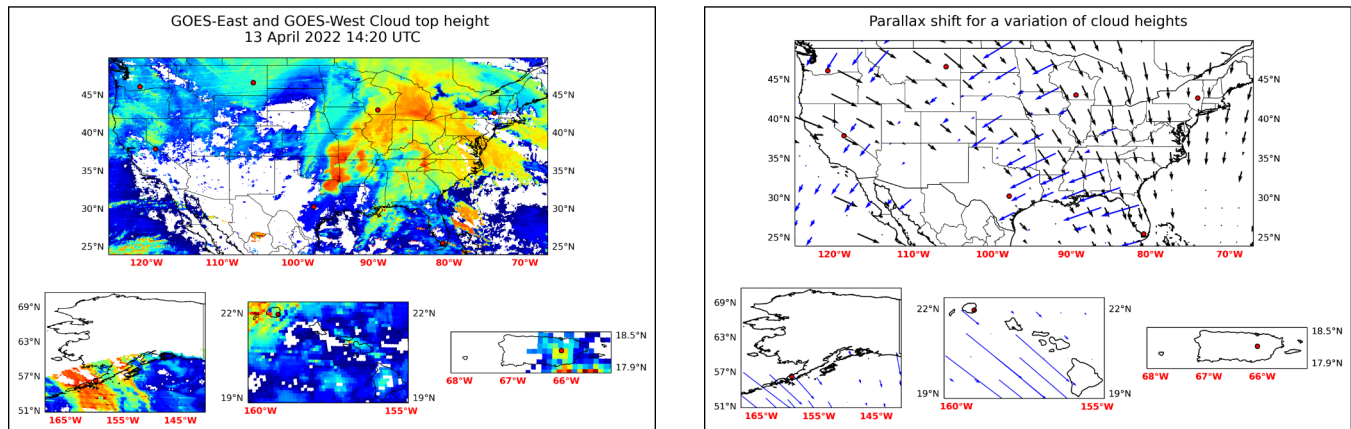 GOES-East and GOES-West Cloud top height
13 April 2022 14:20 UTC
45°N
40°N
35°N
30°N
25°N
45°N
40°N
35°N
30°N
25°N
120°W 110°W 100°W 90°W 80°W 70°W
69°N
63°N
57°N
51°N
165°W 155°W 145°W
22°N
19°N
22°N
19°N
160°W 155°W
18.5°N
17.9°N
68°W 67°W 66°W
Parallax shift for a variation of cloud heights
45°N
40°N
35°N
30°N
25°N
45°N
40°N
35°N
30°N
25°N
120°W 110°W 100°W 90°W 80°W 70°W
69°N
63°N
57°N
51°N
165°W 155°W 145°W
22°N
19°N
22°N
19°N
160°W 155°W
18.5°N
17.9°N
68°W 67°W 66°W